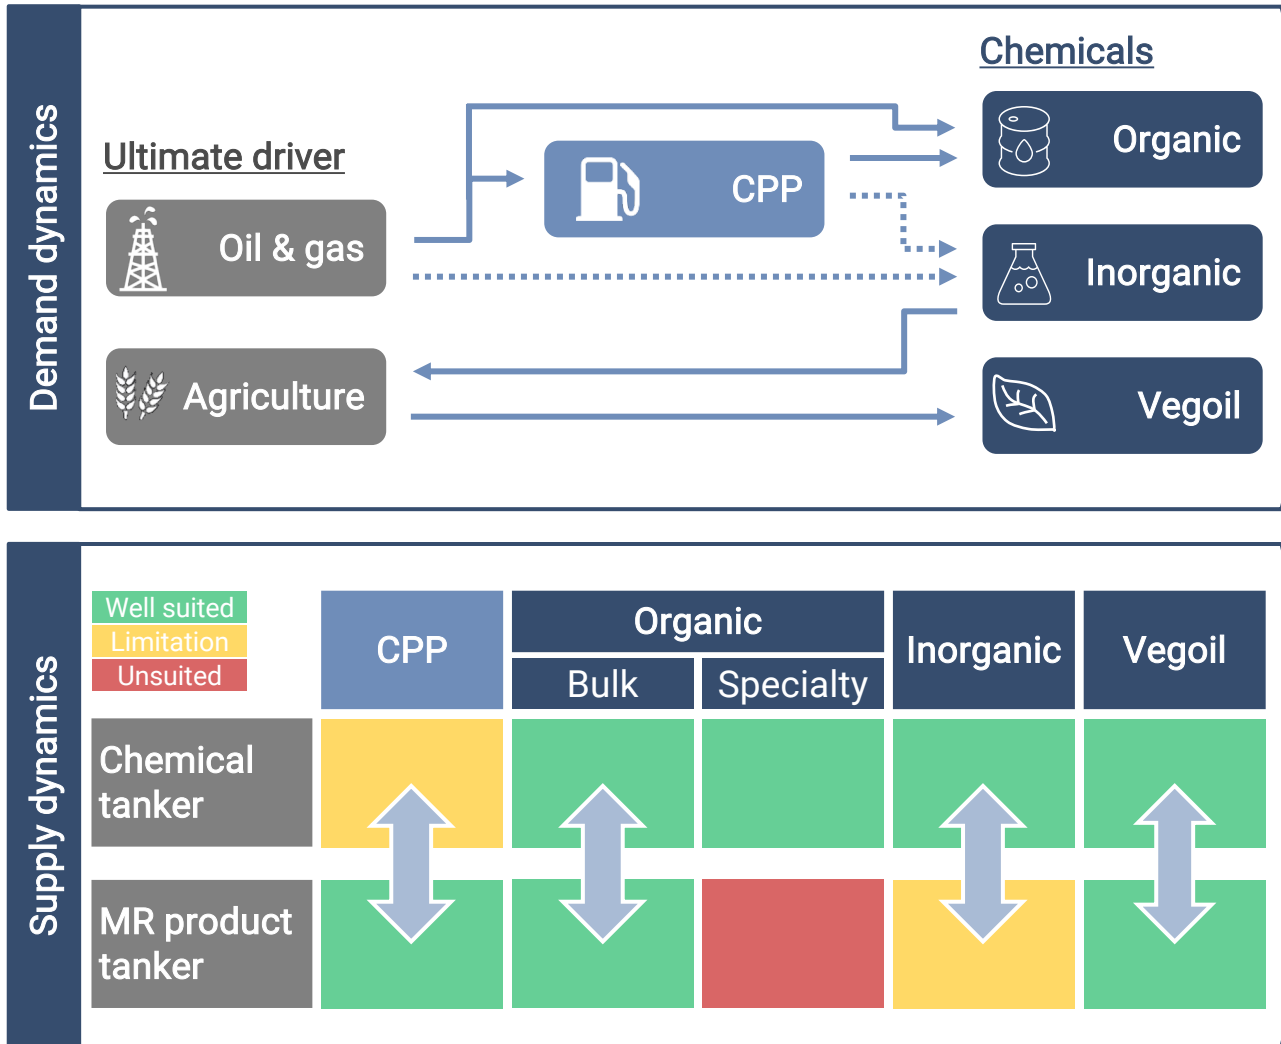 Demand dynamics
Chemicals
Ultimate driver
Organic
CPP
Oil & gas
Inorganic
Agriculture
Vegoil
Supply dynamics
Well suited
Limitation
Unsuited
CPP
Organic
Inorganic
Vegoil
Bulk
Specialty
Chemical
tanker
MR product
tanker